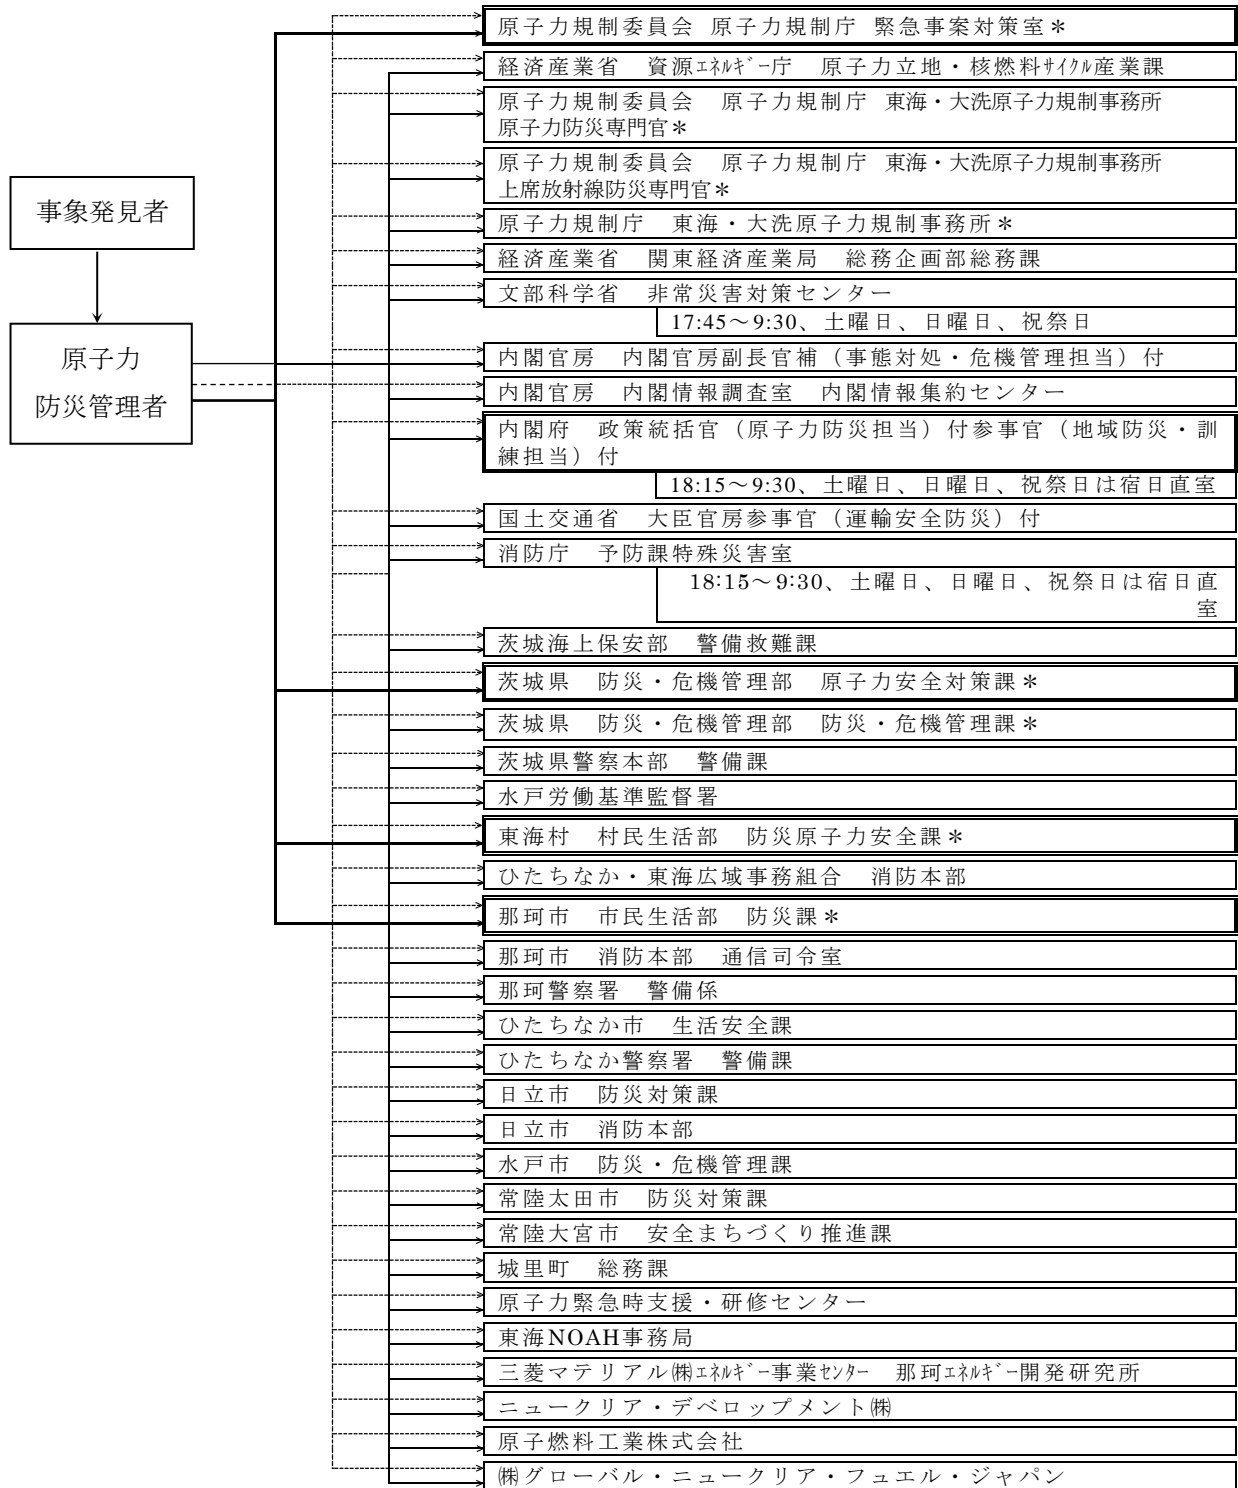 原子力規制委員会 原子力規制庁 緊急事案対策室＊
経済産業省　資源ｴﾈﾙｷﾞｰ庁　原子力立地・核燃料ｻｲｸﾙ産業課
原子力規制委員会　原子力規制庁 東海・大洗原子力規制事務所
原子力防災専門官＊
原子力規制委員会　原子力規制庁 東海・大洗原子力規制事務所
上席放射線防災専門官＊
事象発見者
原子力規制庁　東海・大洗原子力規制事務所＊
経済産業省　関東経済産業局　総務企画部総務課
文部科学省　非常災害対策センター
17:45～9:30、土曜日、日曜日、祝祭日
原子力
防災管理者
内閣官房　内閣官房副長官補（事態対処・危機管理担当）付
内閣官房　内閣情報調査室　内閣情報集約センター
内閣府　政策統括官（原子力防災担当）付参事官（地域防災・訓
練担当）付
18:15～9:30、土曜日、日曜日、祝祭日は宿日直室
国土交通省　大臣官房参事官（運輸安全防災）付
消防庁　予防課特殊災害室
18:15～9:30、土曜日、日曜日、祝祭日は宿日直
室
茨城海上保安部　警備救難課
茨城県　防災・危機管理部　原子力安全対策課＊
茨城県　防災・危機管理部　防災・危機管理課＊
茨城県警察本部　警備課
水戸労働基準監督署
東海村　村民生活部　防災原子力安全課＊
ひたちなか・東海広域事務組合　消防本部
那珂市　市民生活部　防災課＊
那珂市　消防本部　通信司令室
那珂警察署　警備係
ひたちなか市　生活安全課
ひたちなか警察署　警備課
日立市　防災対策課
日立市　消防本部
水戸市　防災・危機管理課
常陸太田市　防災対策課
常陸大宮市　安全まちづくり推進課
城里町　総務課
原子力緊急時支援・研修センター
東海NOAH事務局
三菱マテリアル㈱ｴﾈﾙｷﾞｰ事業ｾﾝﾀｰ　那珂ｴﾈﾙｷﾞｰ開発研究所
ニュークリア・デベロップメント㈱
原子燃料工業株式会社
㈱グローバル・ニュークリア・フュエル・ジャパン